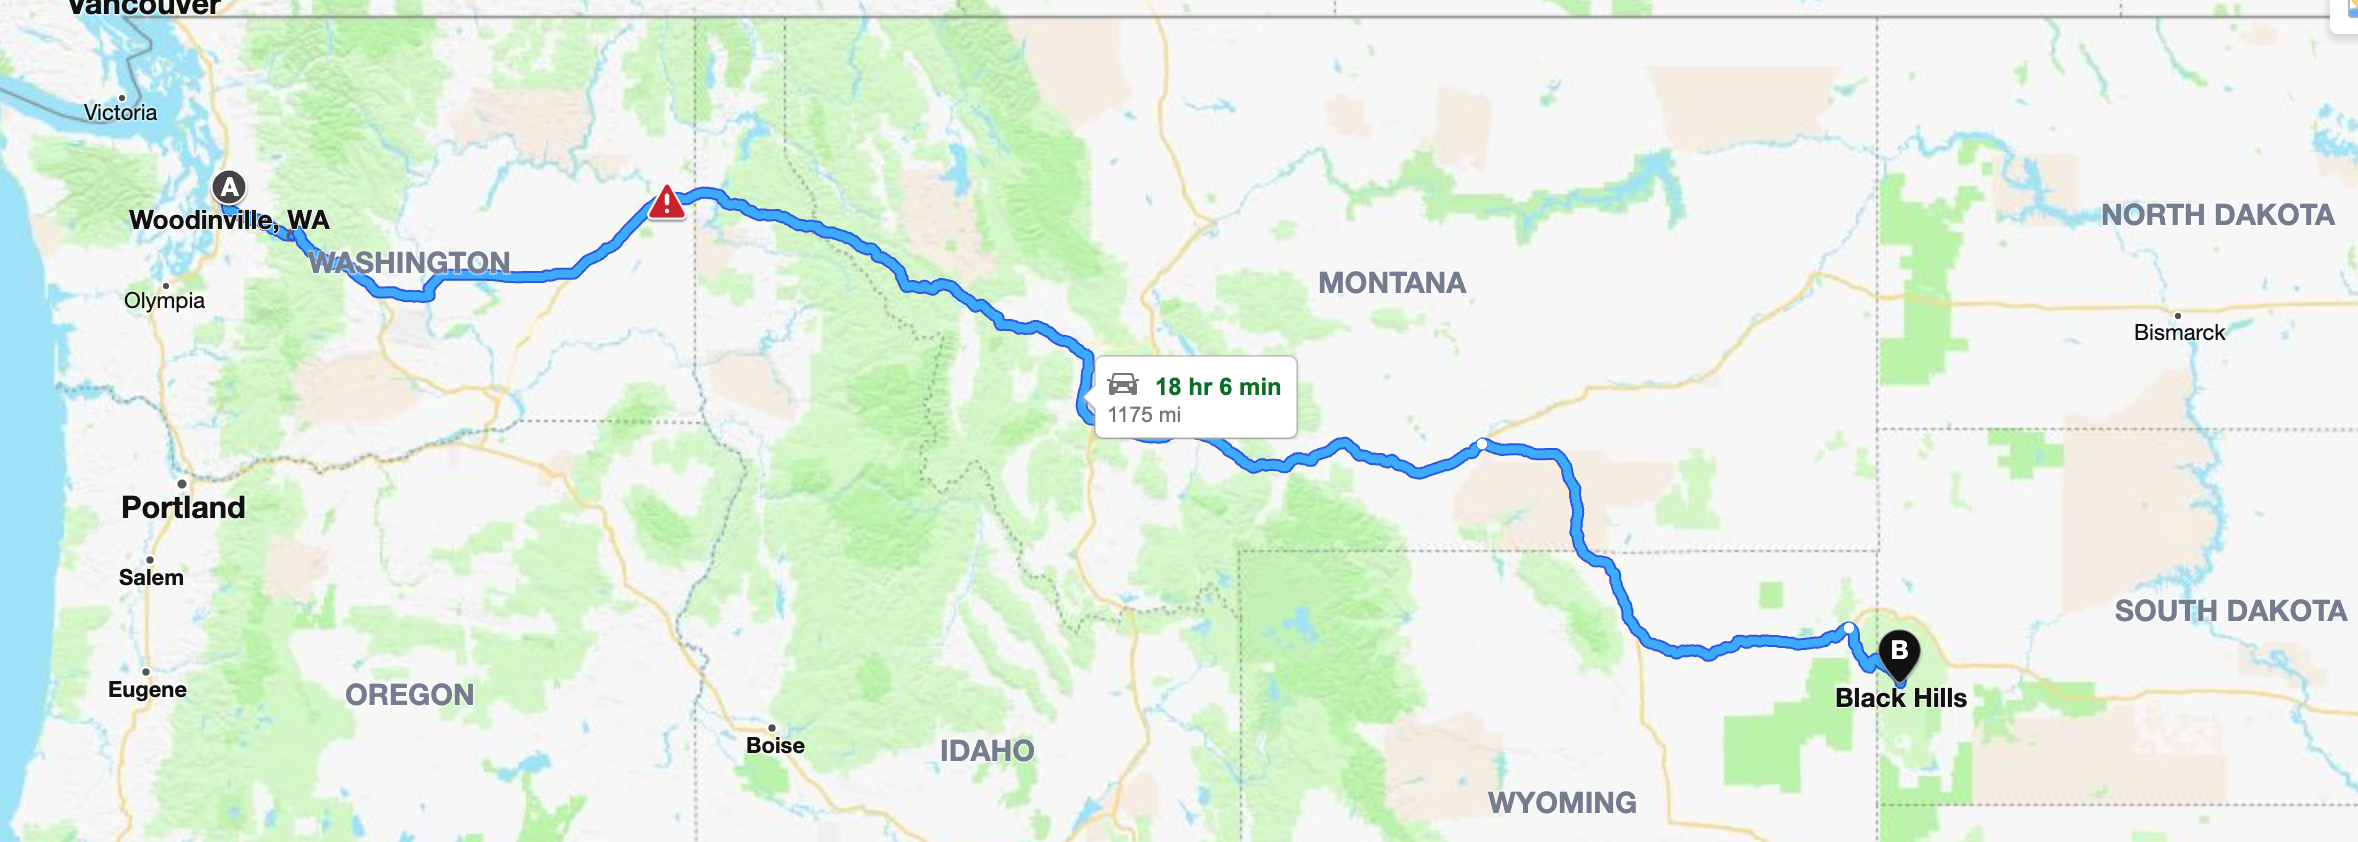 Vancouver
Victoria
A
Woodinville, WA
WASHINGTON
Olympia
NORTH DAKOTA
MONTANA
Bismarck
18 hr 6 min
1175 mi
Portland
Salem
SOUTH DAKOTA
B
Black Hills
Eugene
OREGON
Boise
IDAHO
WYOMING